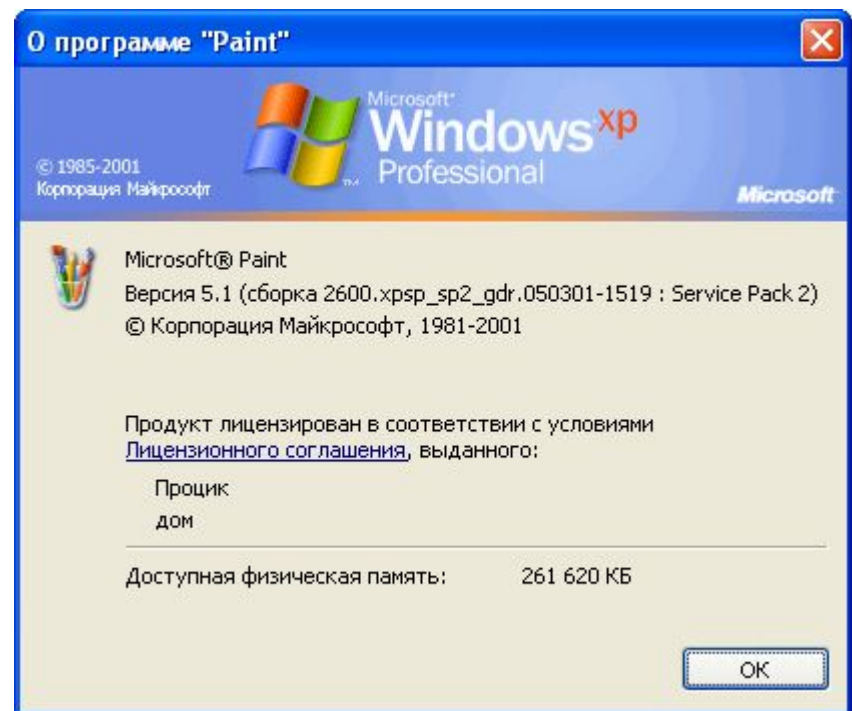 О программе "Paint"
Microsoft®
Windows xp
Professional
TM
© 1985-2001
Корпорация Майкрософт
Microsoft
Microsoft® Paint
Версия 5.1 (сборка 2600.xpsp_sp2_gdr.050301-1519 : Service Pack 2)
© Корпорация Майкрософт, 1981-2001
Продукт лицензирован в соответствии с условиями
Лицензионного соглашения, выданного:
Процик
дом
Доступная физическая память: 261 620 КБ
ОК